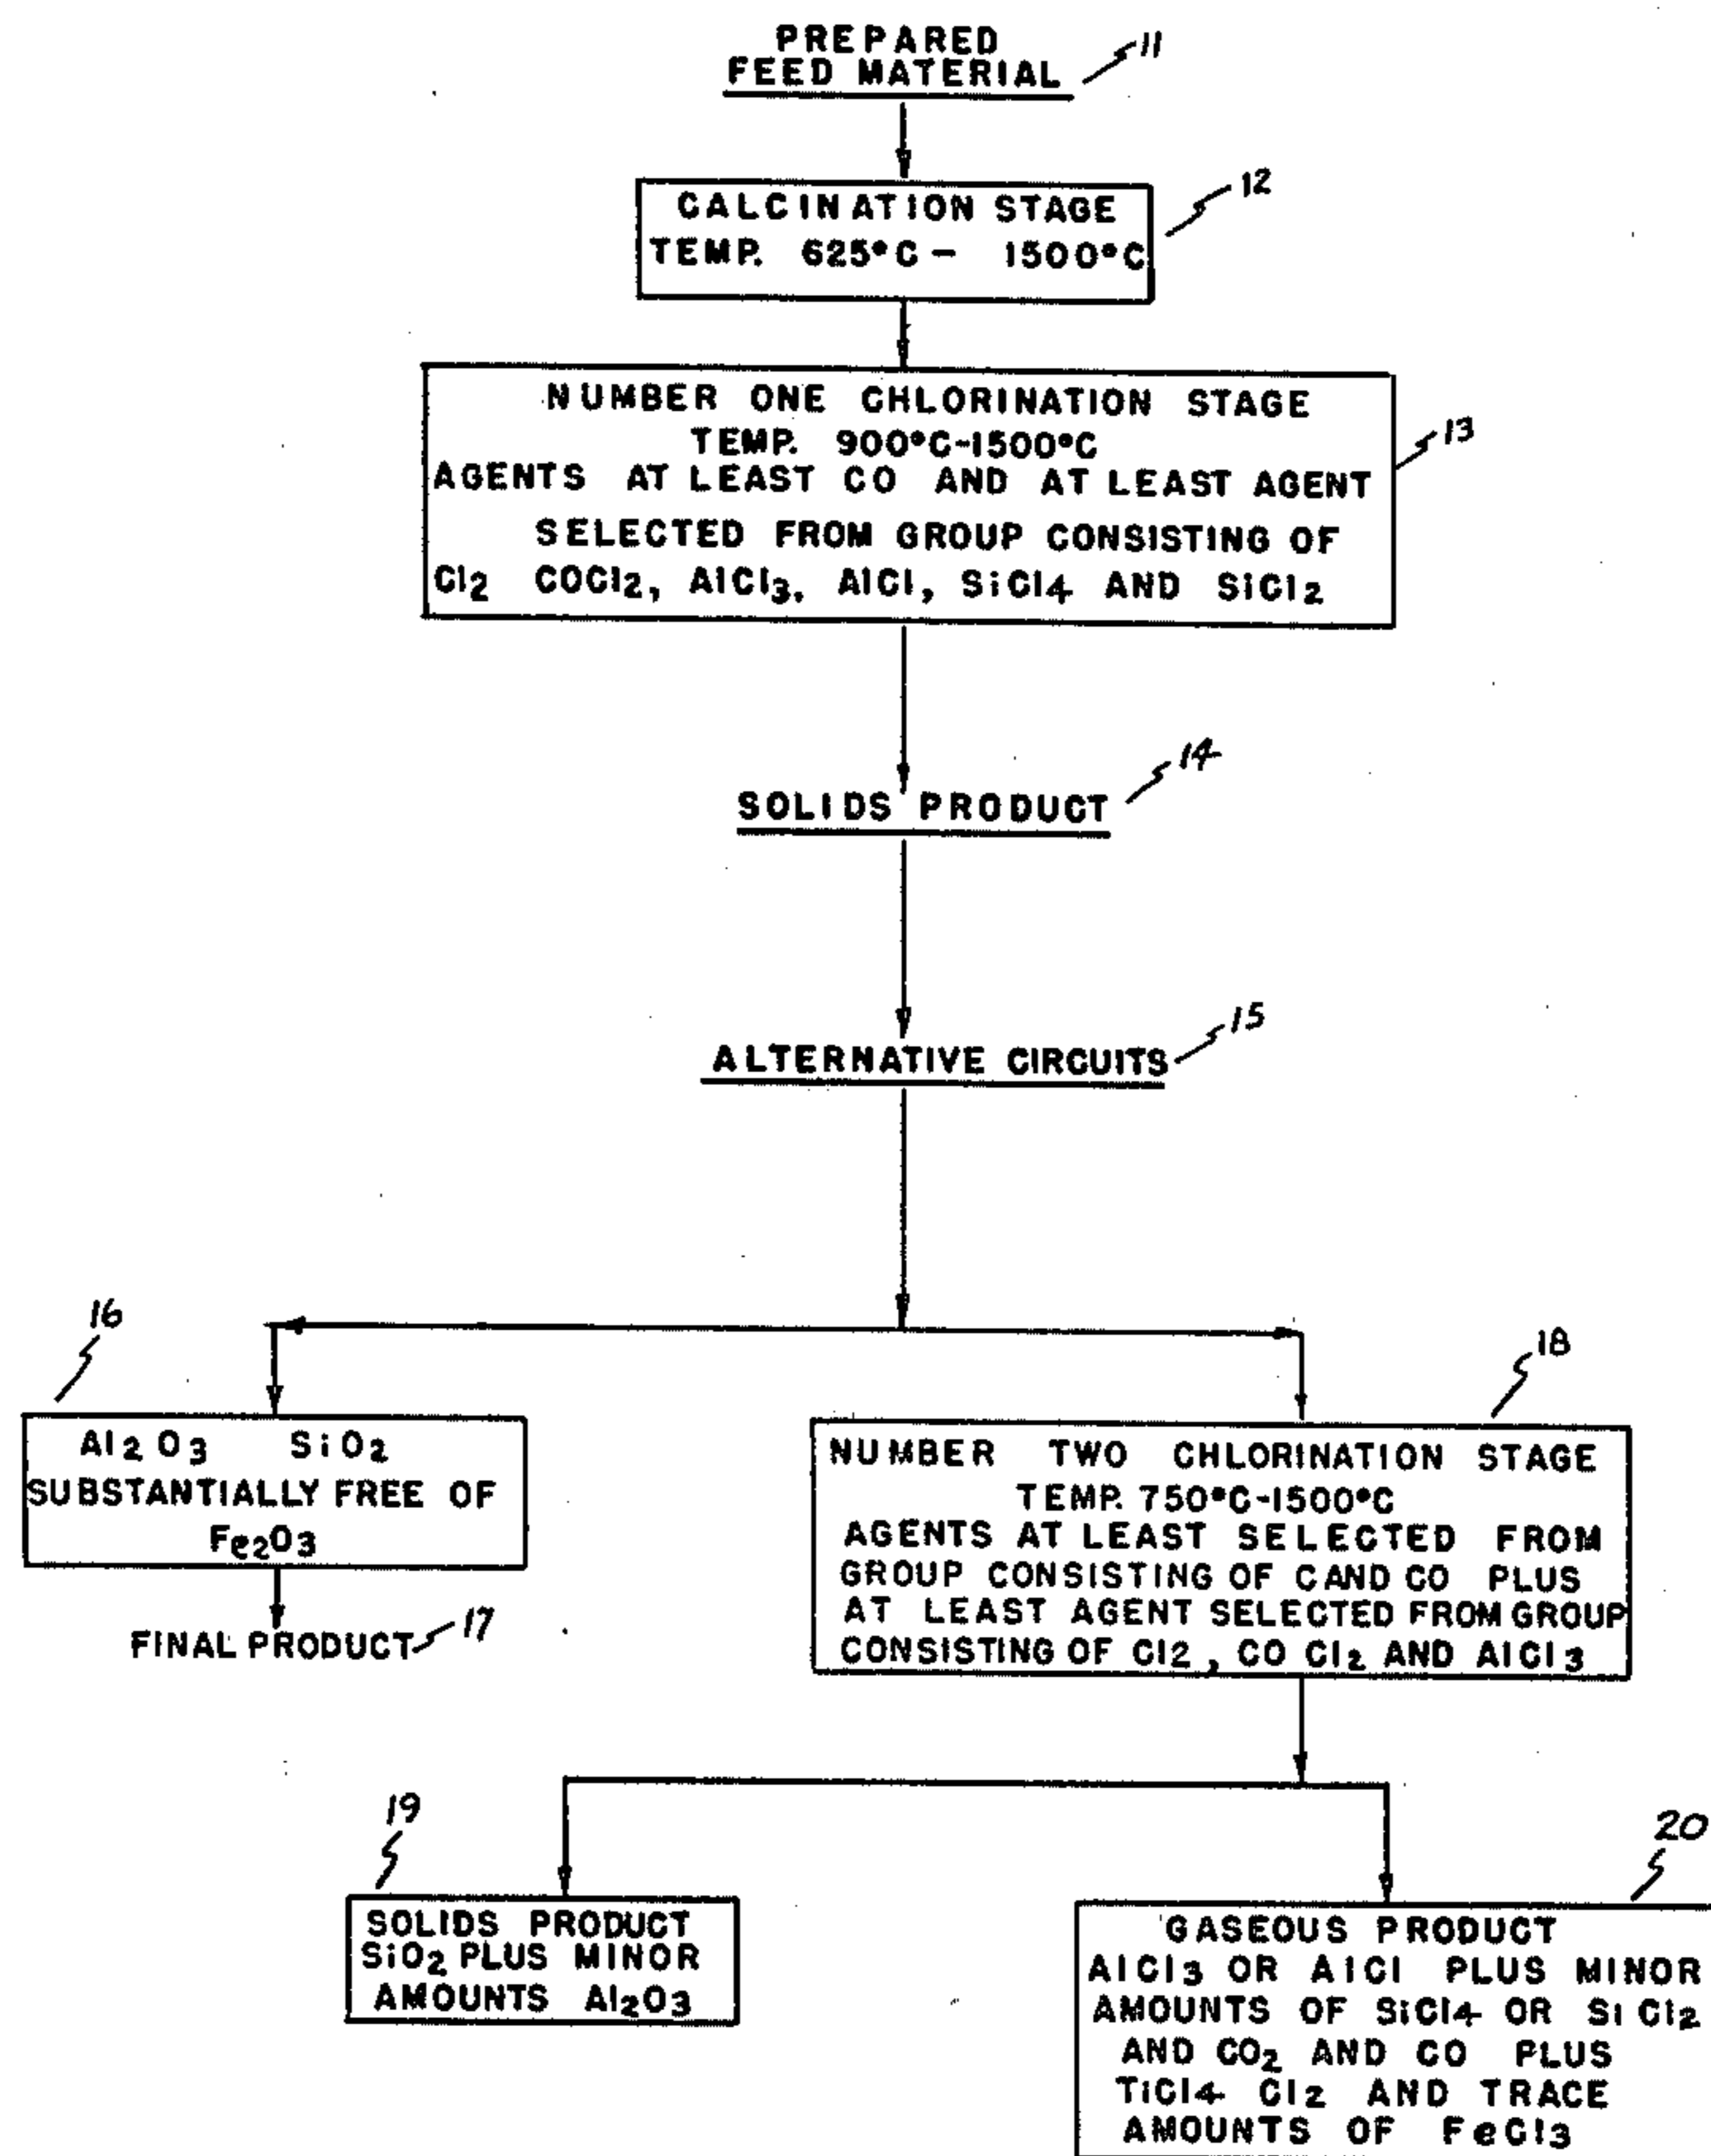 PREPARED
FEED MATERIAL
11
CALCINATION STAGE
TEMP. 625°C - 1500°C
12
NUMBER ONE CHLORINATION STAGE
TEMP. 900°C-1500°C
AGENTS AT LEAST CO AND AT LEAST AGENT
SELECTED FROM GROUP CONSISTING OF
Cl2 COCl2, AlCl3, AlCl, SiCl4 AND SiCl2
13
SOLIDS PRODUCT
14
ALTERNATIVE CIRCUITS
15
16
Al2O3 SiO2
SUBSTANTIALLY FREE OF
Fe2O3
FINAL PRODUCT
17
18
NUMBER TWO CHLORINATION STAGE
TEMP. 750°C-1500°C
AGENTS AT LEAST SELECTED FROM
GROUP CONSISTING OF C AND CO PLUS
AT LEAST AGENT SELECTED FROM GROUP
CONSISTING OF Cl2, CO Cl2 AND AlCl3
19
SOLIDS PRODUCT
SiO2 PLUS MINOR
AMOUNTS Al2O3
20
GASEOUS PRODUCT
AlCl3 OR AlCl PLUS MINOR
AMOUNTS OF SiCl4 OR Si Cl2
AND CO2 AND CO PLUS
TiCl4 Cl2 AND TRACE
AMOUNTS OF FeCl3